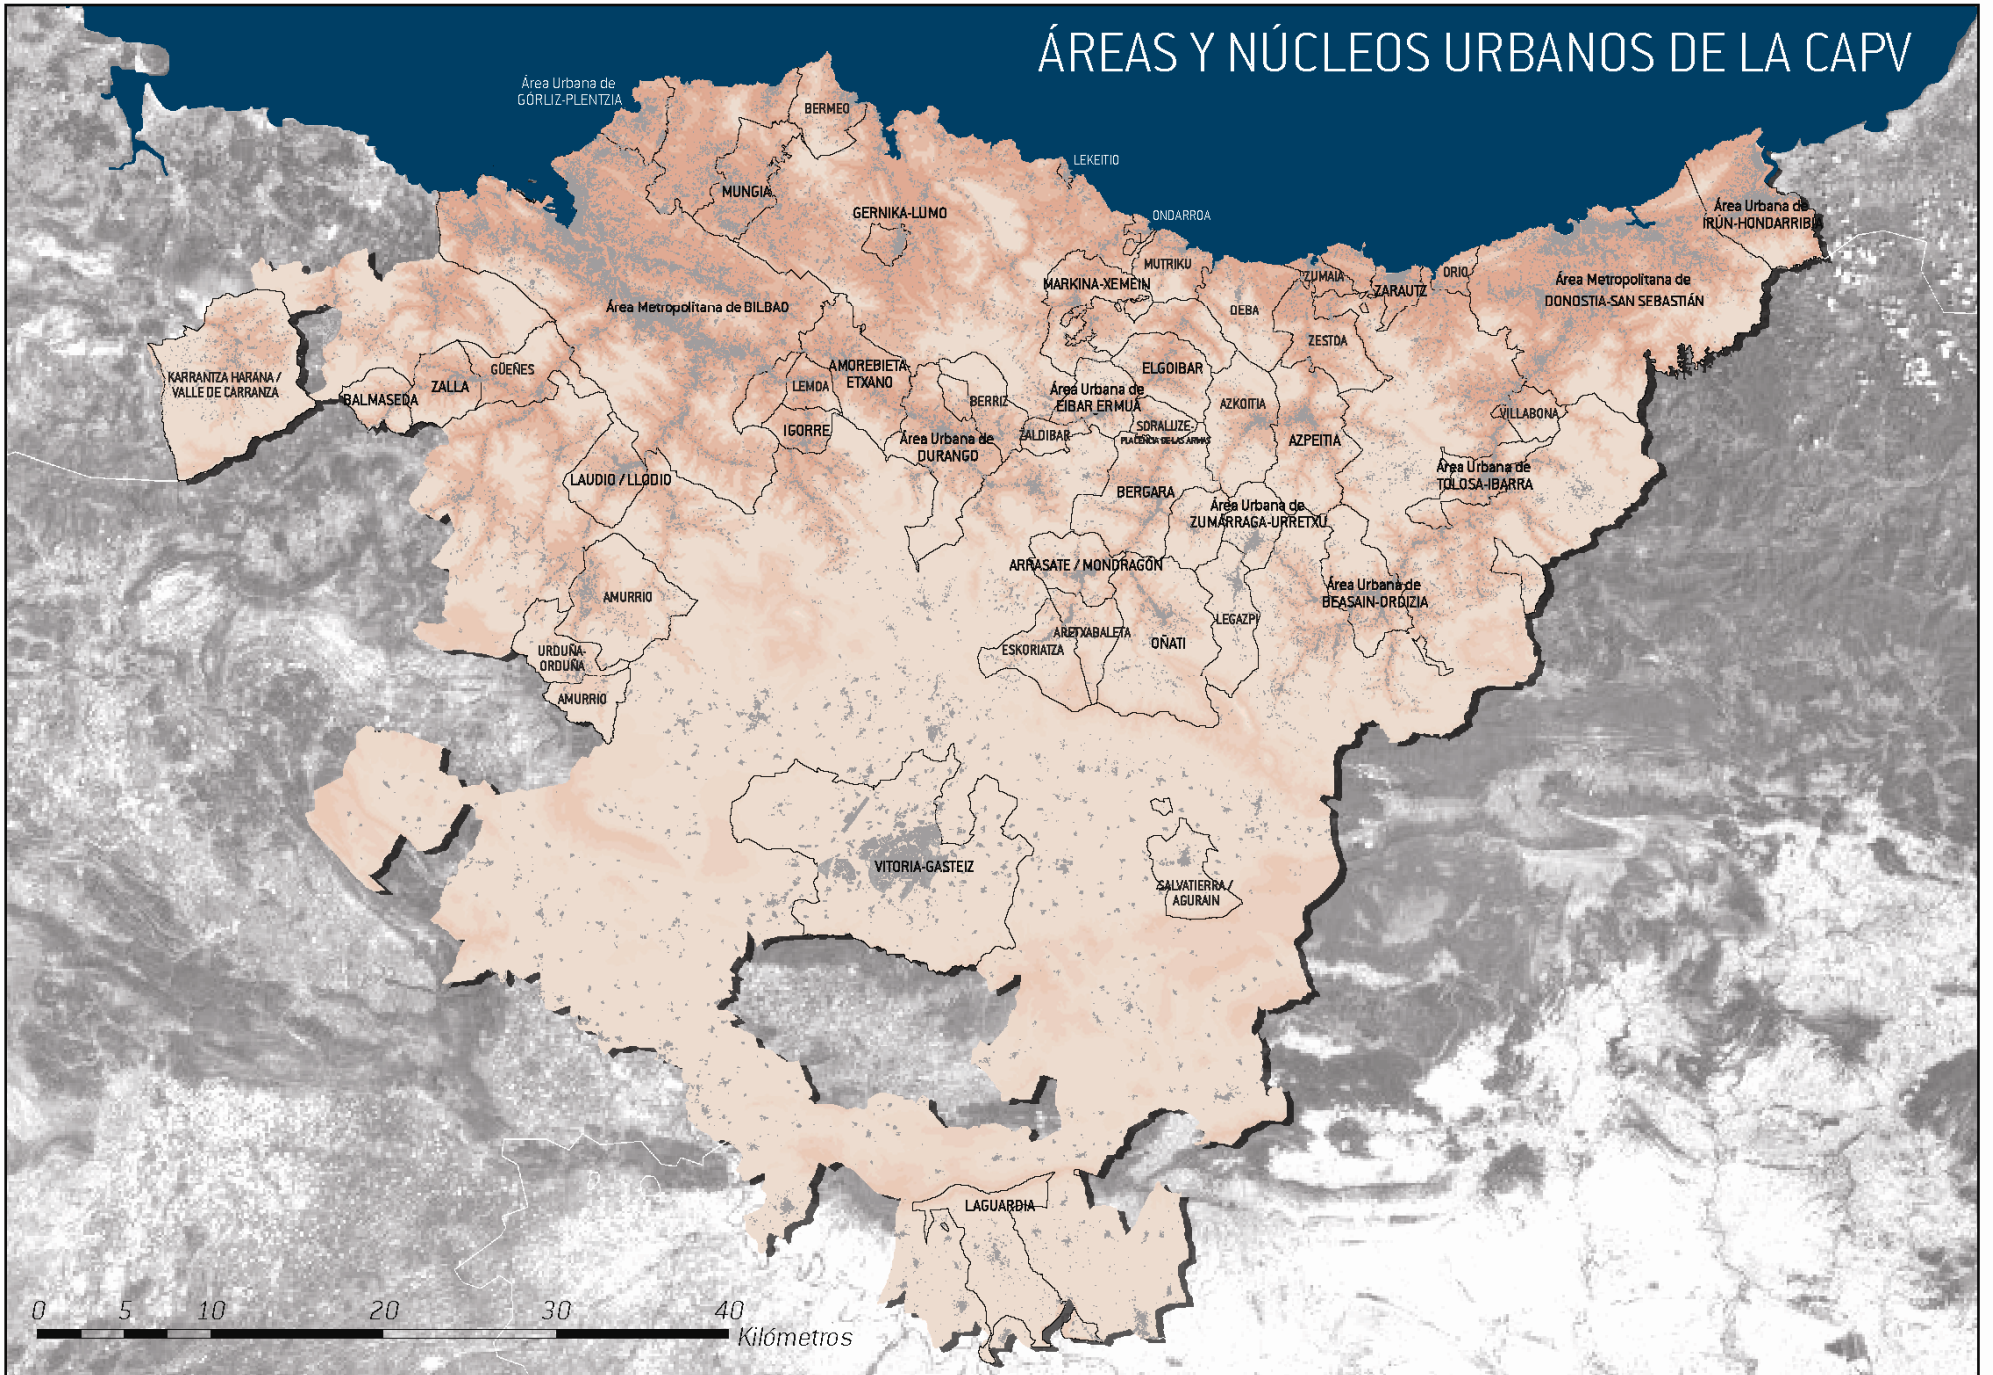 ÁREAS Y NÚCLEOS URBANOS DE LA CAPV
Área Urbana de
GÓRLIZ-PLENTZIA
BERMEO
LEKEITIO
MUNGIA
GERNIKA-LUMO
ONDARROA
Área Urbana de
IRÚN-HONDARRIBIA
MUTRIKU
MARKINA-XEMEIN
ZUMAIA
ZARAUTZ
ORIO
Área Metropolitana de
DONOSTIA-SAN SEBASTIÁN
Área Metropolitana de BILBAO
DEBA
ZESTOA
KARRANTZA HARANA /
VALLE DE CARRANZA
BALMASEDA
ZALLA
GÜEÑES
LEMOA
AMOREBIETA-
ETXANO
BERRIZ
ELGOIBAR
Área Urbana de
EIBAR ERMUA
AZKOITIA
VILLABONA
IGORRE
Área Urbana de
DURANGO
ZALDIBAR
SORALUZE-
PLACENCIA DE LAS ARMAS
AZPEITIA
LAUDIO / LLODIO
Área Urbana de
TOLOSA-IBARRA
BERGARA
Área Urbana de
ZUMÁRRAGA-URRETXU
ARRASATE / MONDRAGÓN
AMURRIO
Área Urbana de
BEASAIN-ORDIZIA
LEGAZPI
ARETXABALETA
ESKORIATZA
OÑATI
URDUÑA-
ORDUÑA
AMURRIO
VITORIA-GASTEIZ
SALVATIERRA /
AGURAIN
LAGUARDIA
0 5 10 20 30 40
Kilómetros